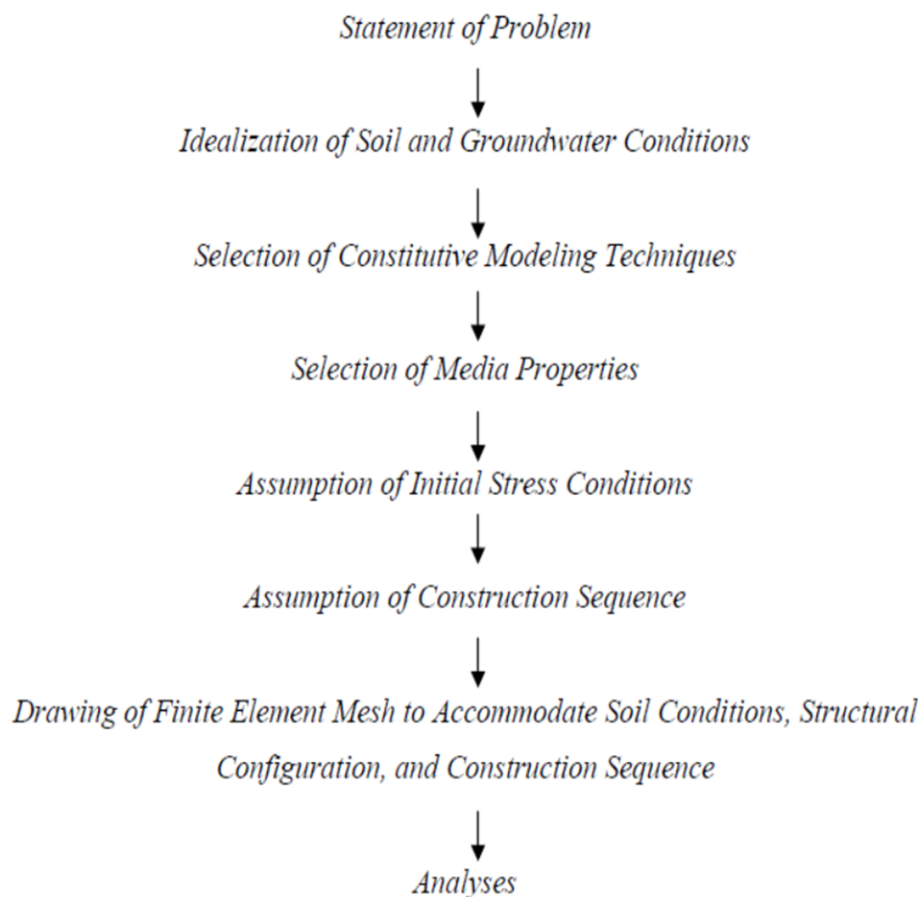 Statement of Problem
Idealization of Soil and Groundwater Conditions
Selection of Constitutive Modeling Techniques
Selection of Media Properties
Assumption of Initial Stress Conditions
Assumption of Construction Sequence
Drawing of Finite Element Mesh to Accommodate Soil Conditions, Structural
Configuration, and Construction Sequence
Analyses